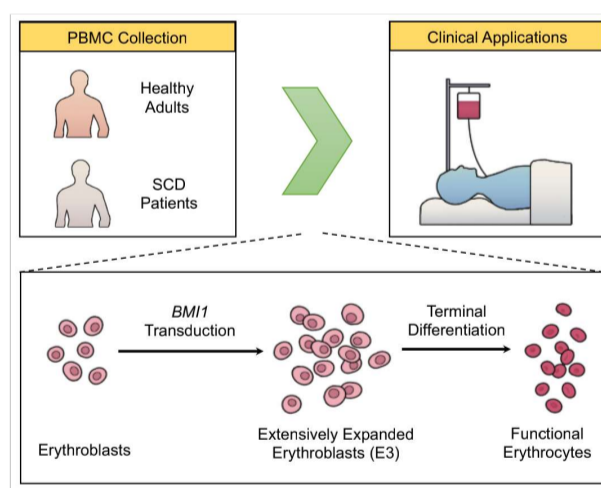 PBMC Collection
Healthy
Adults
SCD
Patients
Clinical Applications
BMI1
Transduction
Terminal
Differentiation
Erythroblasts
Extensively Expanded
Erythroblasts (E3)
Functional
Erythrocytes